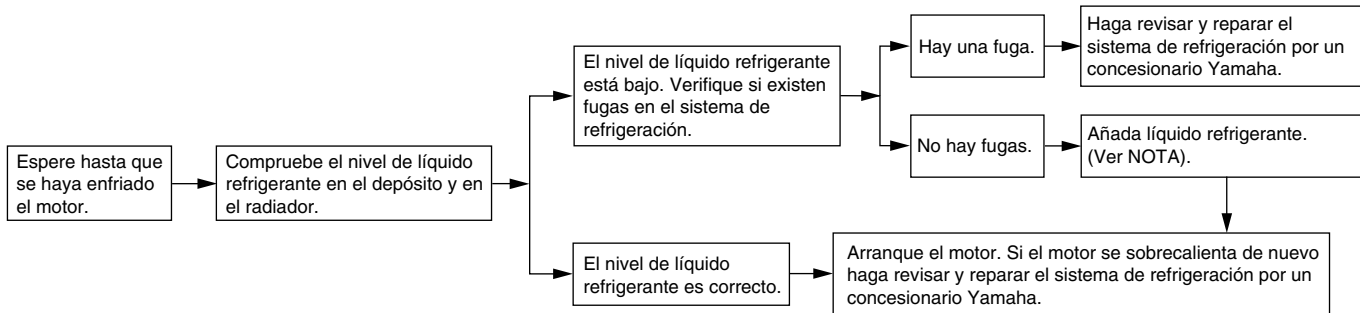 Espere hasta que
se haya enfriado
el motor.
Compruebe el nivel de líquido
refrigerante en el depósito y en
el radiador.
El nivel de líquido refrigerante
está bajo. Verifique si existen
fugas en el sistema de
refrigeración.
Hay una fuga.
Haga revisar y reparar el
sistema de refrigeración por un
concesionario Yamaha.
No hay fugas.
Añada líquido refrigerante.
(Ver NOTA).
El nivel de líquido
refrigerante es correcto.
Arranque el motor. Si el motor se sobrecalienta de nuevo
haga revisar y reparar el sistema de refrigeración por un
concesionario Yamaha.